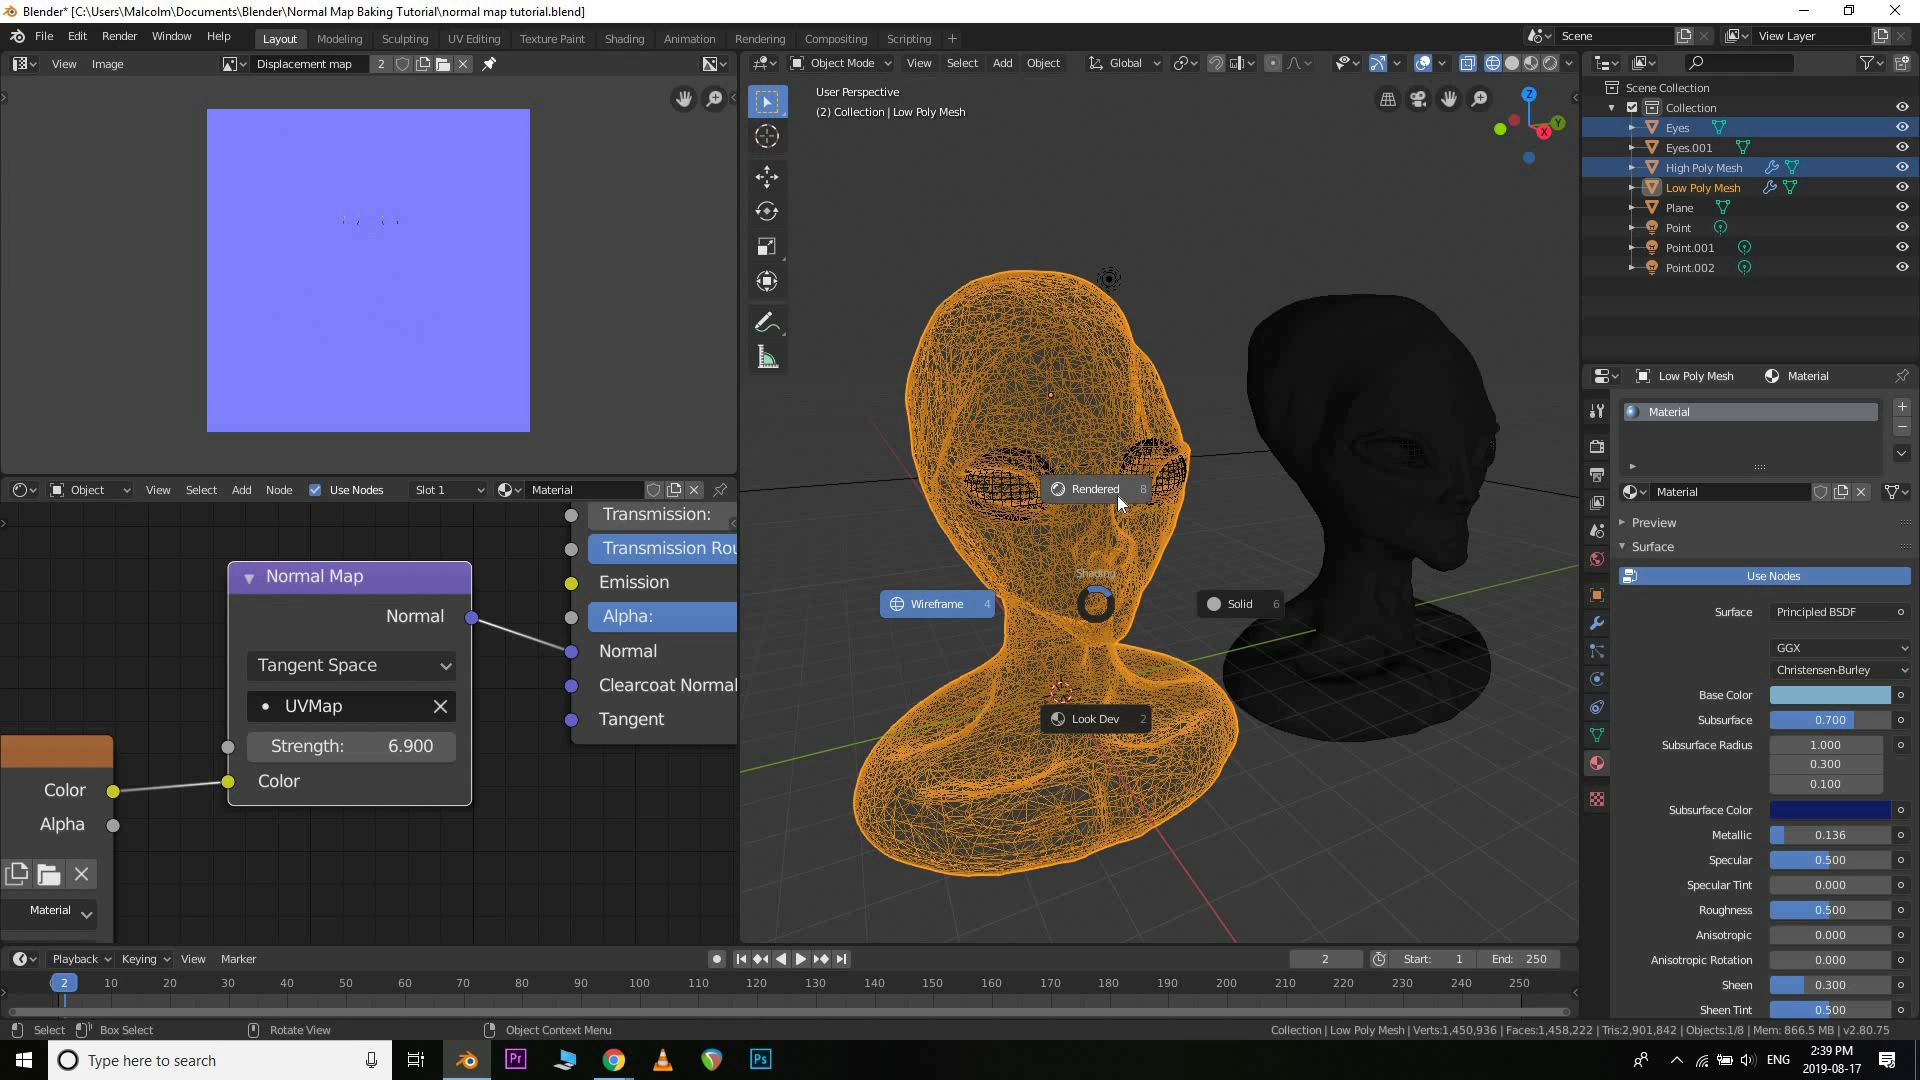 Blender* [C:\Users\Malcolm\Documents\Blender\Normal Map Baking Tutorial\normal map tutorial.blend]
File Edit Render Window Help Layout Modeling Sculpting UV Editing Texture Paint Shading Animation Rendering Compositing Scripting + Scene View Layer
View Image Displacement map 2
Object Mode View Select Add Object Global
User Perspective
(2) Collection | Low Poly Mesh
Z
Y
X
Rendered 8
Shading
Wireframe 4
Solid 6
Look Dev 2
Scene Collection
Collection
Eyes
Eyes.001
High Poly Mesh
Low Poly Mesh
Plane
Point
Point.001
Point.002
Low Poly Mesh Material
Material
Material
Preview
Surface
Use Nodes
Surface Principled BSDF
GGX
Christensen-Burley
Base Color
Subsurface 0.700
Subsurface Radius 1.000
0.300
0.100
Subsurface Color
Metallic 0.136
Specular 0.500
Specular Tint 0.000
Roughness 0.500
Anisotropic 0.000
Anisotropic Rotation 0.000
Sheen 0.300
Sheen Tint 0.500
Object View Select Add Node Use Nodes Slot 1 Material
Normal Map
Normal
Tangent Space
UVMap
Strength: 6.900
Color
Color
Alpha
Material
Transmission:
Transmission Rou
Emission
Alpha:
Normal
Clearcoat Normal
Tangent
Playback Keying View Marker 2 Start: 1 End: 250
2 10 20 30 40 50 60 70 80 90 100 110 120 130 140 150 160 170 180 190 200 210 220 230 240 250
Select Box Select Rotate View Object Context Menu
Collection | Low Poly Mesh | Verts:1,450,936 | Faces:1,458,222 | Tris:2,901,842 | Objects:1/8 | Mem: 866.5 MB | v2.80.75
Type here to search
Pr
Ps
ENG
2:39 PM
2019-08-17